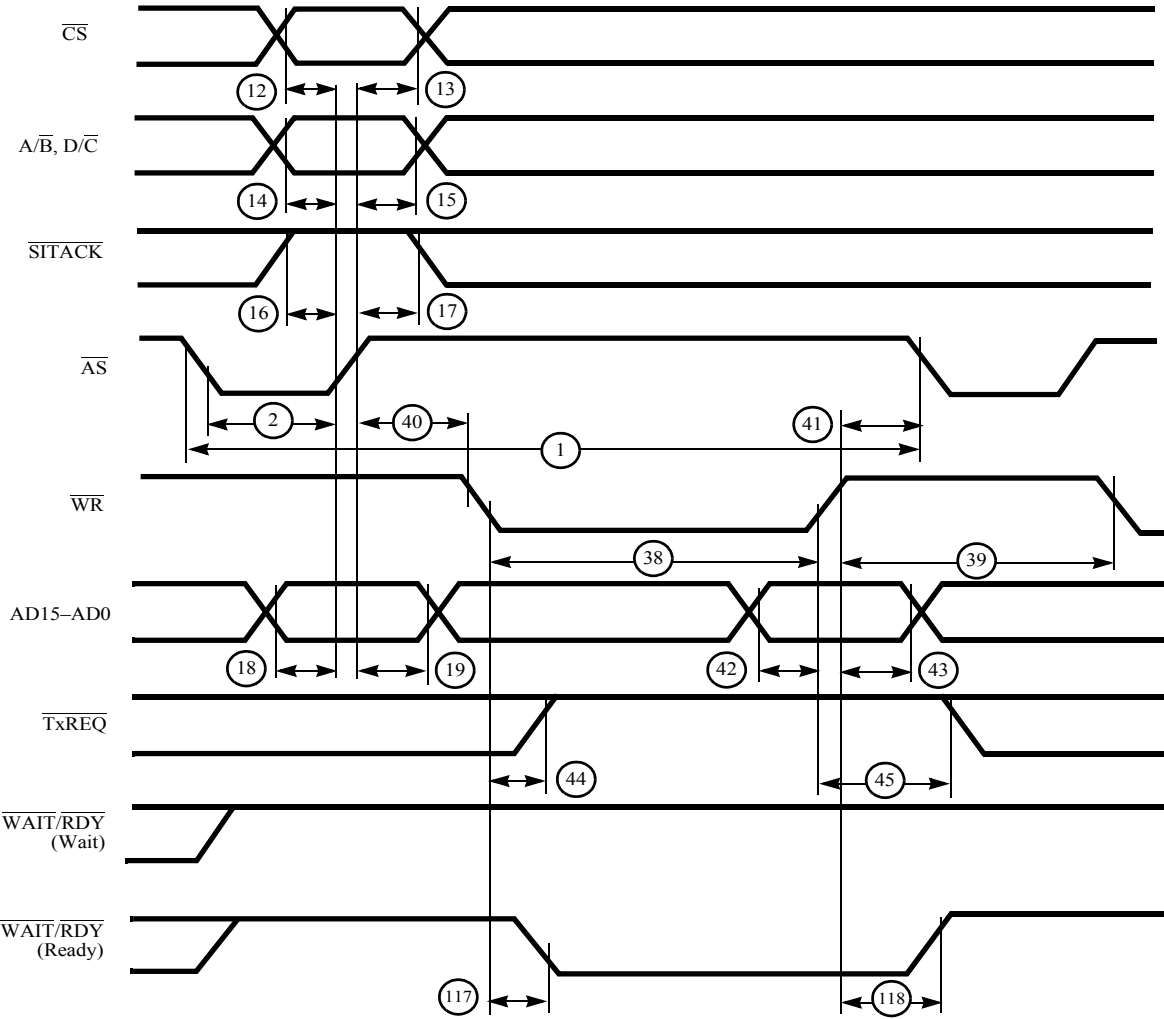 CS
12
13
A/B, D/C
14
15
SITACK
16
17
AS
2
40
41
1
WR
38
39
AD15–AD0
18
19
42
43
TxREQ
44
45
WAIT/RDY
(Wait)
WAIT/RDY
(Ready)
117
118